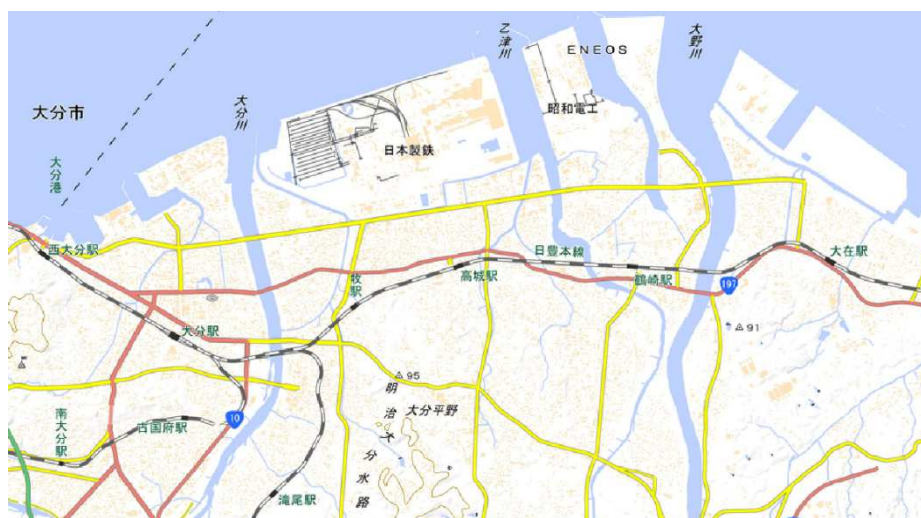 大分市
大分港
大分川
日本製鉄
乙津川
ENEOS
昭和電工
大野川
西大分駅
牧駅
高城駅
日豊本線
鶴崎駅
197
大在駅
大分駅
91
95
明治大分水路
大分平野
10
南大分駅
古国府駅
滝尾駅